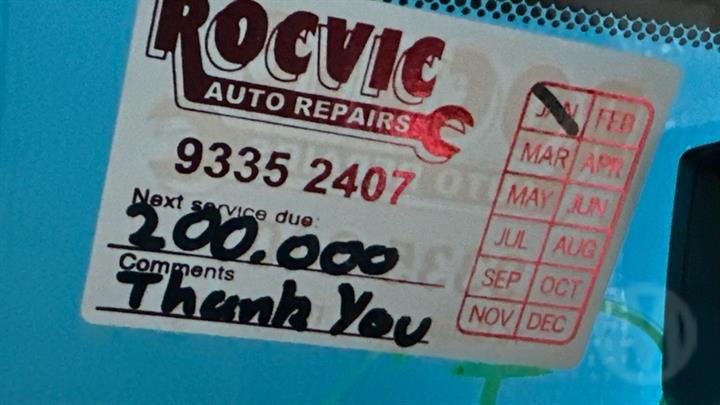 ROCVIC
AUTO REPAIRS
9335 2407
Next service due:
200.000
Comments
Thank You
JAN FEB
MAR APR
MAY JUN
JUL AUG
SEP OCT
NOV DEC